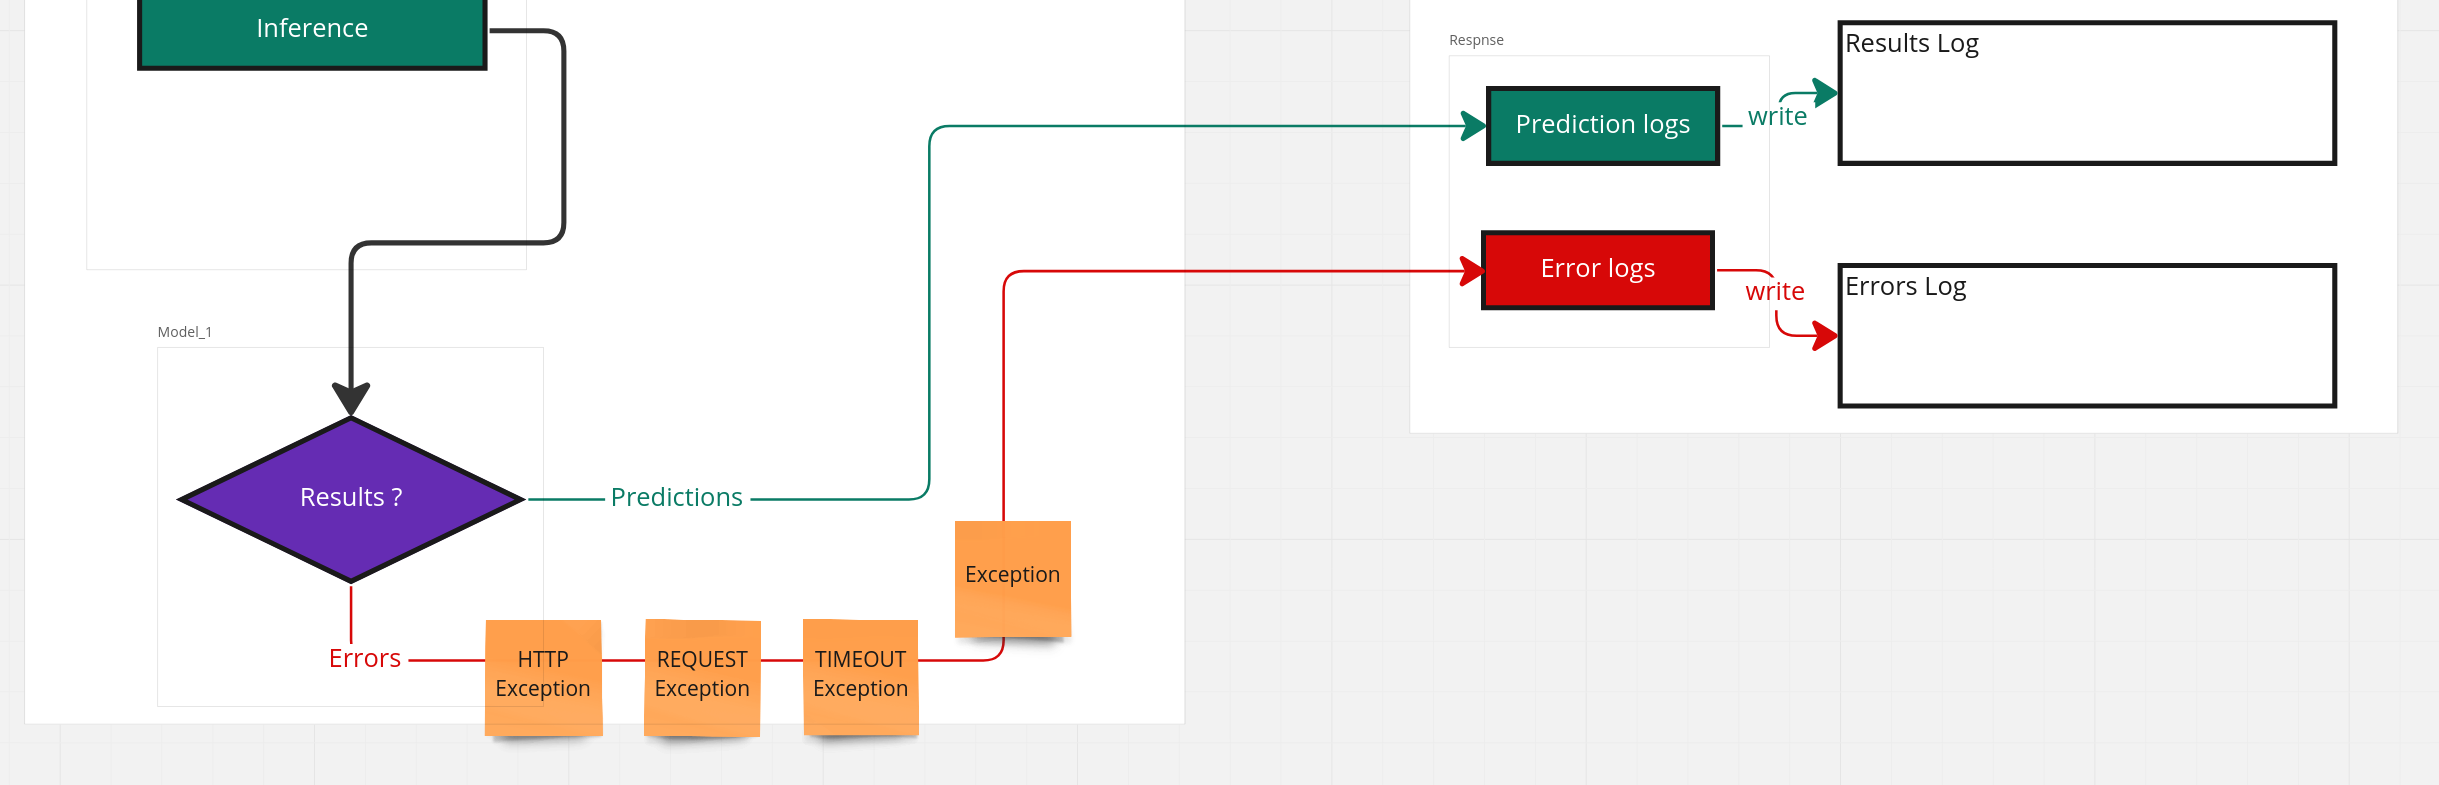 Inference
Respnse
Results Log
Prediction logs
write
Error logs
write
Errors Log
Model_1
Results ?
Predictions
Exception
Errors
HTTP
Exception
REQUEST
Exception
TIMEOUT
Exception